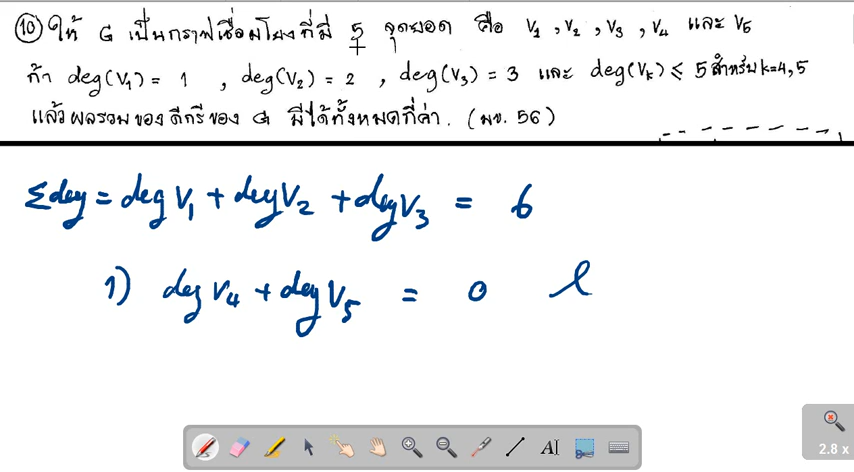 ⑩ ให้ G เป็นกราฟเชื่อมโยงที่มี 5 จุดยอด คือ V₁ , V₂ , V₃ , V₄ และ V₅
ถ้า deg(V₁) = 1 , deg(V₂) = 2 , deg(V₃) = 3 และ deg(Vₖ) ≤ 5 สำหรับ k=4,5
แล้วผลรวมของดีกรีของ G มีได้ทั้งหมดกี่ค่า. (มข. 56)
Σdeg = deg V₁ + deg V₂ + deg V₃ = 6
1) deg V₄ + deg V₅ = 0
2.8 x